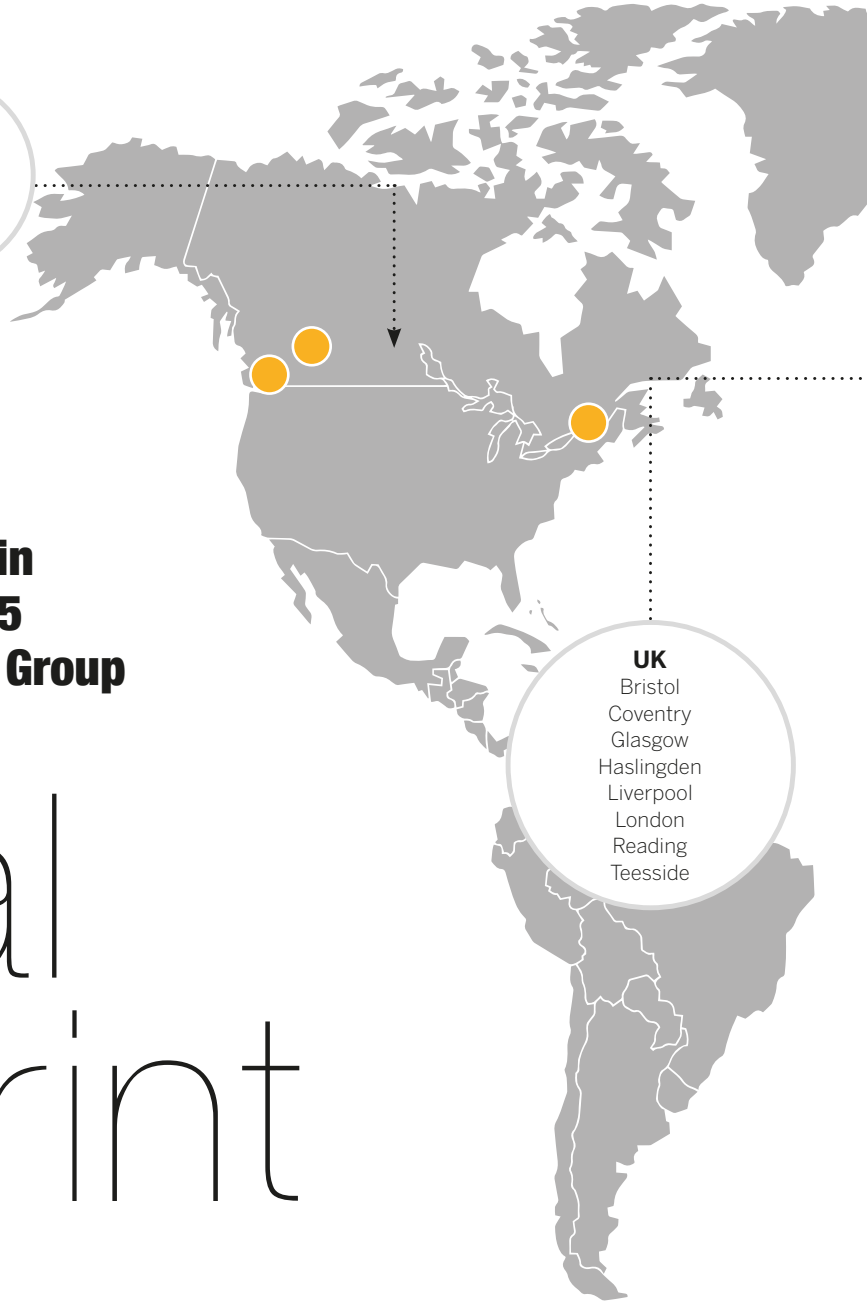 in
5
Group
UK
Bristol
Coventry
Glasgow
Haslingden
Liverpool
London
Reading
Teesside
al
rint